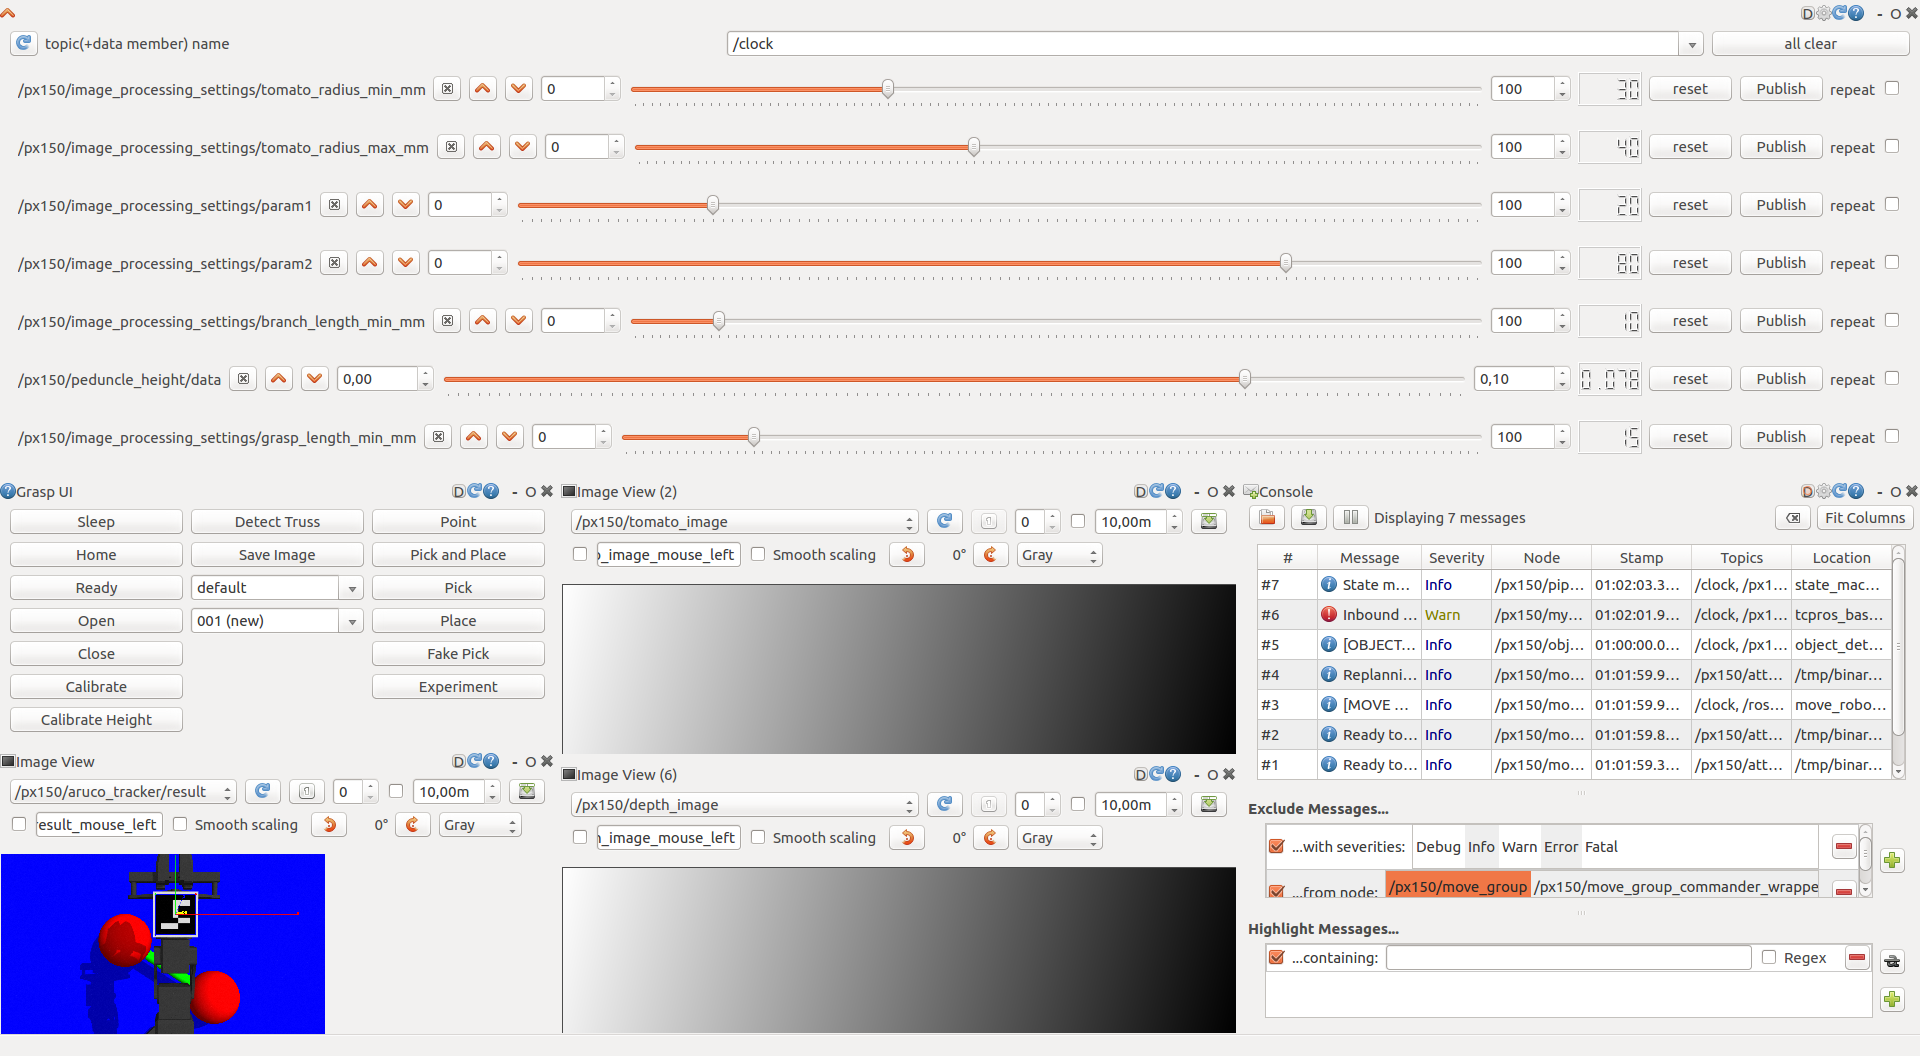 D ? - O
topic(+data member) name /clock all clear
/px150/image_processing_settings/tomato_radius_min_mm 0 100 30 reset Publish repeat
/px150/image_processing_settings/tomato_radius_max_mm 0 100 40 reset Publish repeat
/px150/image_processing_settings/param1 0 100 20 reset Publish repeat
/px150/image_processing_settings/param2 0 100 80 reset Publish repeat
/px150/image_processing_settings/branch_length_min_mm 0 100 10 reset Publish repeat
/px150/peduncle_height/data 0,00 0,10 0.078 reset Publish repeat
/px150/image_processing_settings/grasp_length_min_mm 0 100 15 reset Publish repeat
?Grasp UI D ? - O
Sleep Detect Truss Point
Home Save Image Pick and Place
Ready default Pick
Open 001 (new) Place
Close Fake Pick
Calibrate Experiment
Calibrate Height
Image View D ? - O
/px150/aruco_tracker/result 0 10,00m
esult_mouse_left Smooth scaling 0° Gray
Image View (2) D ? - O
/px150/tomato_image 0 10,00m
_image_mouse_left Smooth scaling 0° Gray
Image View (6) D ? - O
/px150/depth_image 0 10,00m
_image_mouse_left Smooth scaling 0° Gray
Console D ? - O
Displaying 7 messages Fit Columns
# Message Severity Node Stamp Topics Location
#7 State m... Info /px150/pip... 01:02:03.3... /clock, /px1... state_mac...
#6 Inbound ... Warn /px150/my... 01:02:01.9... /clock, /px1... tcpros_bas...
#5 [OBJECT... Info /px150/obj... 01:00:00.0... /clock, /px1... object_det...
#4 Replanni... Info /px150/mo... 01:01:59.9... /px150/att... /tmp/binar...
#3 [MOVE ... Info /px150/mo... 01:01:59.9... /clock, /ros... move_robo...
#2 Ready to... Info /px150/mo... 01:01:59.8... /px150/att... /tmp/binar...
#1 Ready to... Info /px150/mo... 01:01:59.3... /px150/att... /tmp/binar...
Exclude Messages...
...with severities: Debug Info Warn Error Fatal
...from node: /px150/move_group /px150/move_group_commander_wrappe
Highlight Messages...
...containing: Regex